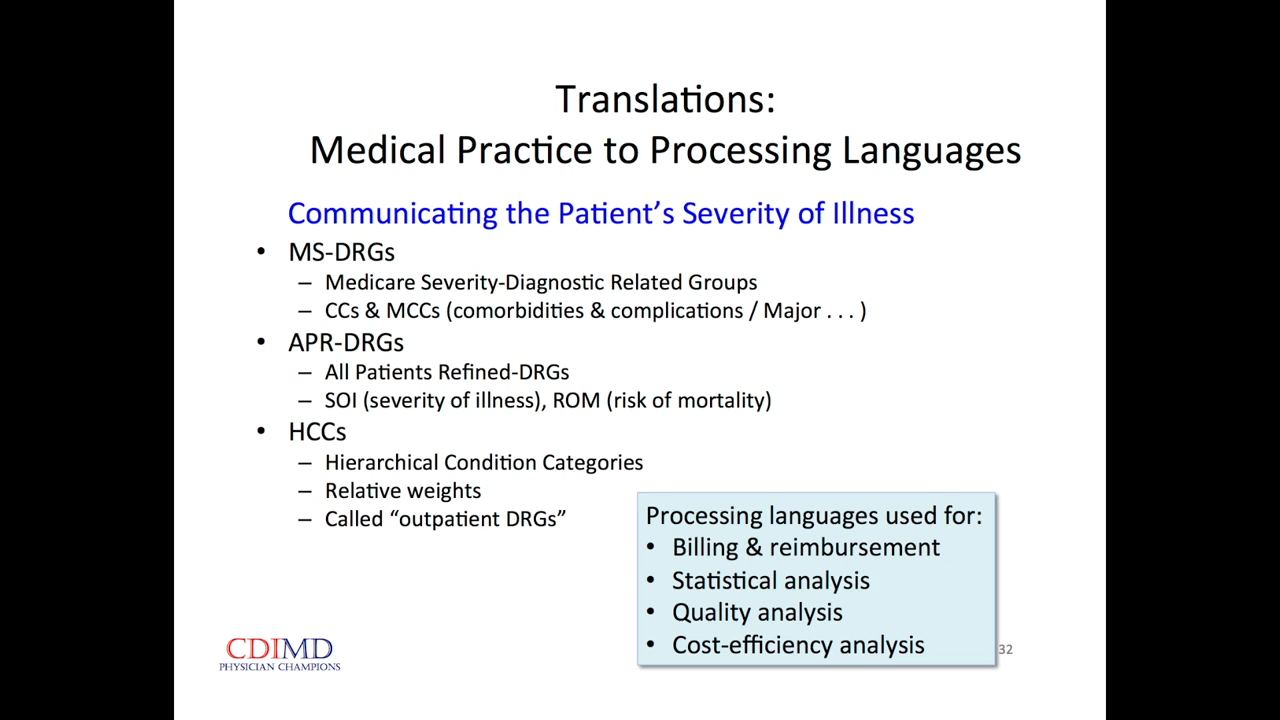 Translations:
Medical Practice to Processing Languages
Communicating the Patient’s Severity of Illness
• MS-DRGs
– Medicare Severity-Diagnostic Related Groups
– CCs & MCCs (comorbidities & complications / Major . . . )
• APR-DRGs
– All Patients Refined-DRGs
– SOI (severity of illness), ROM (risk of mortality)
• HCCs
– Hierarchical Condition Categories
– Relative weights
– Called “outpatient DRGs”
Processing languages used for:
• Billing & reimbursement
• Statistical analysis
• Quality analysis
• Cost-efficiency analysis
CDIMD
PHYSICIAN CHAMPIONS
32